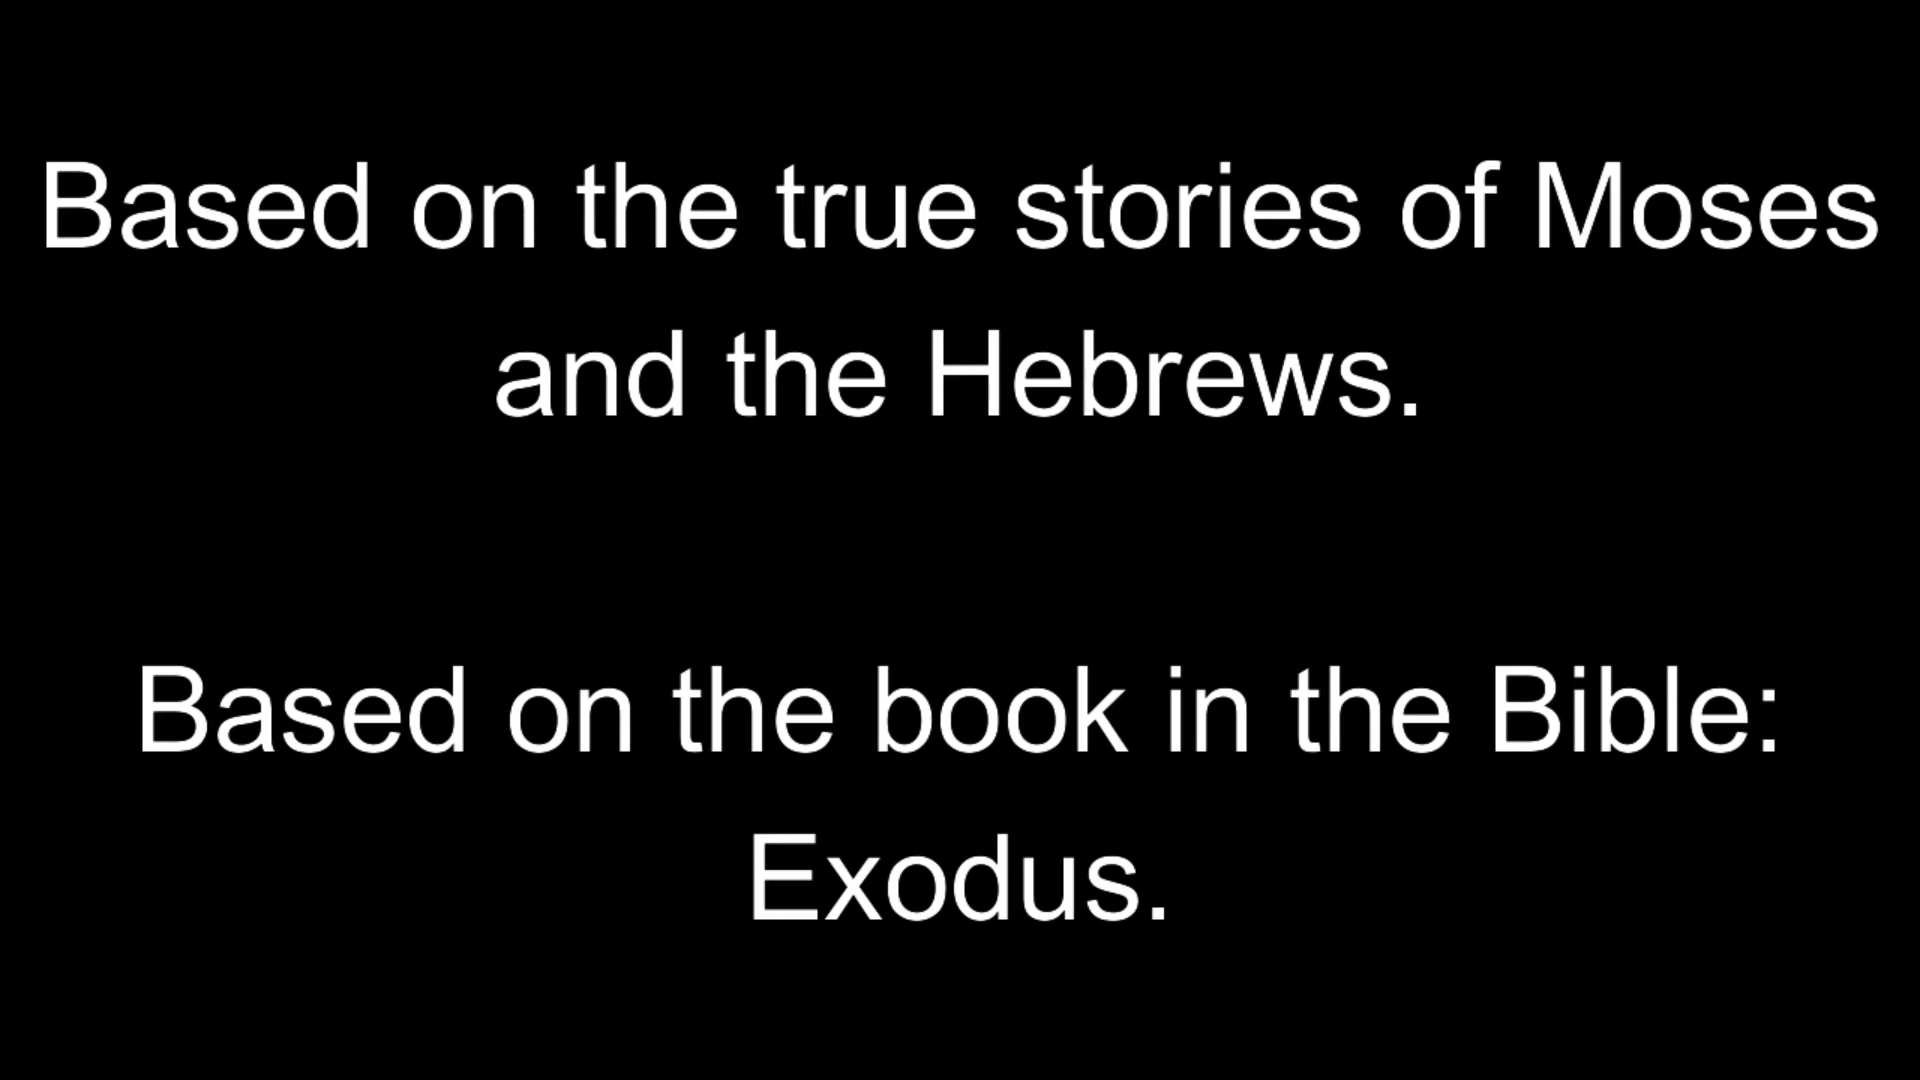 Based on the true stories of Moses
and the Hebrews.
Based on the book in the Bible:
Exodus.